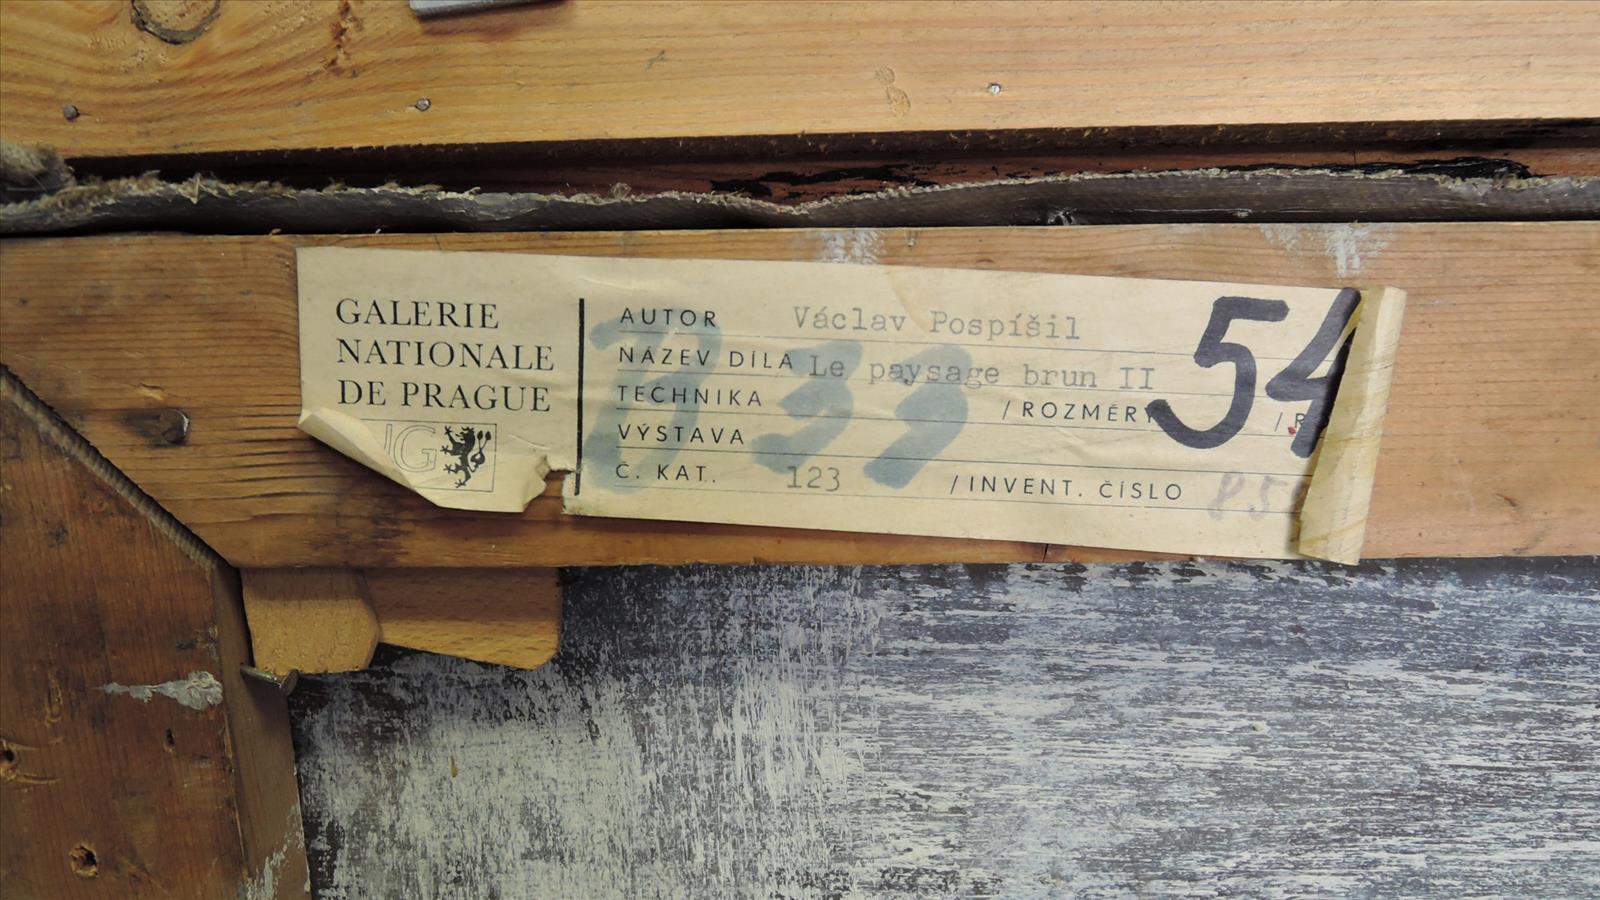 GALERIE
NATIONALE
DE PRAGUE
NG
AUTOR Václav Pospíšil
NÁZEV DÍLA Le paysage brun II
TECHNIKA / ROZMĚRY /
VÝSTAVA
Č. KAT. 123 / INVENT. ČÍSLO
54